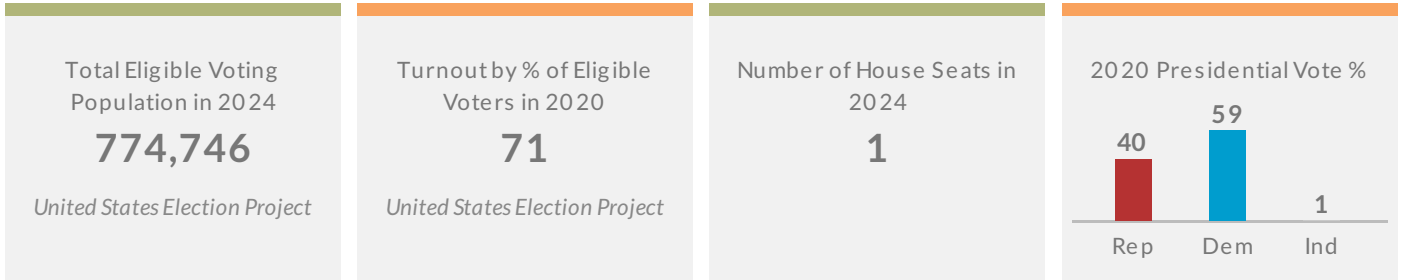 Total Eligible Voting
Population in 2024
774,746
United States Election Project
Turnout by % of Eligible
Voters in 2020
71
United States Election Project
Number of House Seats in
2024
1
2020 Presidential Vote %
40
59
1
Rep
Dem
Ind